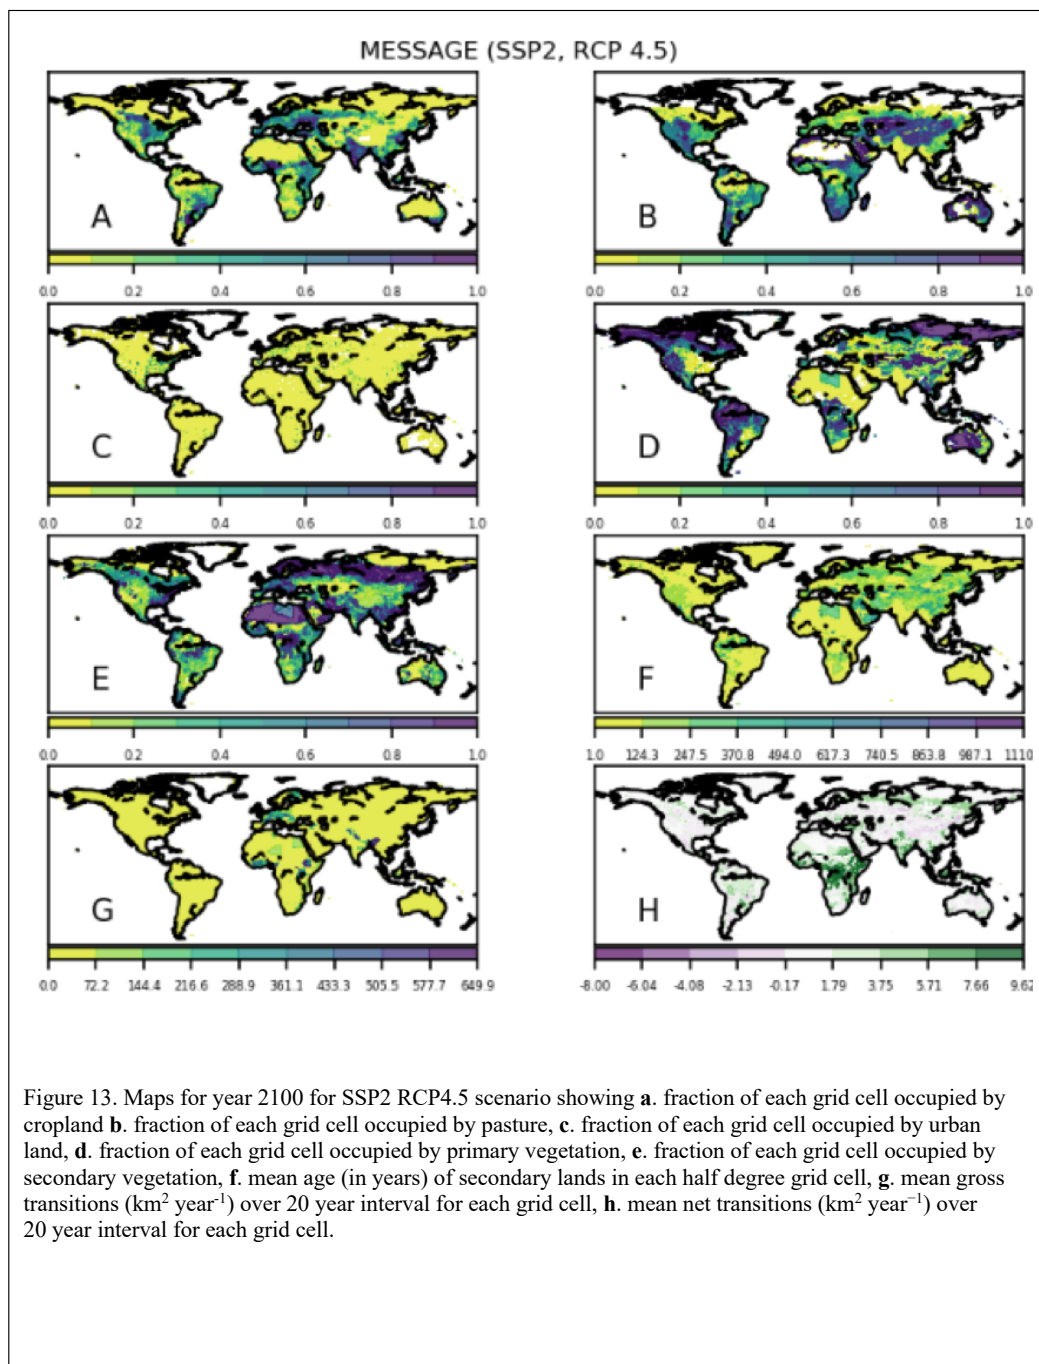 MESSAGE (SSP2, RCP 4.5)
A
B
0.0 0.2 0.4 0.6 0.8 1.0
0.0 0.2 0.4 0.6 0.8 1.0
C
D
0.0 0.2 0.4 0.6 0.8 1.0
0.0 0.2 0.4 0.6 0.8 1.0
E
F
0.0 0.2 0.4 0.6 0.8 1.0
1.0 124.3 247.5 370.8 494.0 617.3 740.5 863.8 987.1 1110
G
H
0.0 72.2 144.4 216.6 288.9 361.1 433.3 505.5 577.7 649.9
-8.00 -6.04 -4.08 -2.13 -0.17 1.79 3.75 5.71 7.66 9.62
Figure 13. Maps for year 2100 for SSP2 RCP4.5 scenario showing a. fraction of each grid cell occupied by
cropland b. fraction of each grid cell occupied by pasture, c. fraction of each grid cell occupied by urban
land, d. fraction of each grid cell occupied by primary vegetation, e. fraction of each grid cell occupied by
secondary vegetation, f. mean age (in years) of secondary lands in each half degree grid cell, g. mean gross
transitions (km² year⁻¹) over 20 year interval for each grid cell, h. mean net transitions (km² year⁻¹) over
20 year interval for each grid cell.